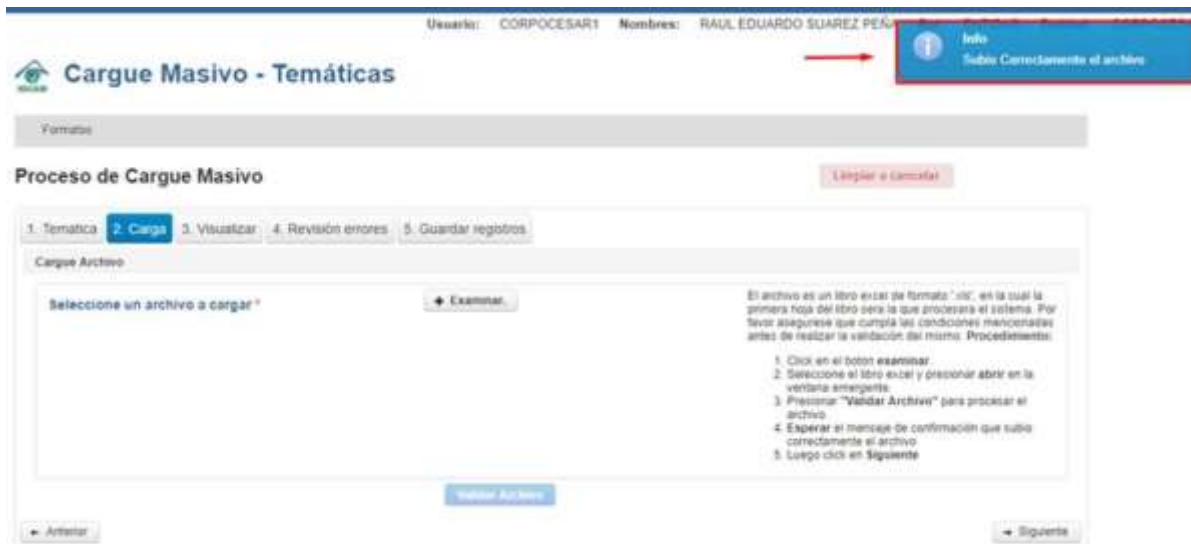 Usuario: CORPOCESAR1 Nombres: RAUL EDUARDO SUAREZ PEÑA
Info
Subio Correctamente el archivo
Cargue Masivo - Temáticas
Formatos
Proceso de Cargue Masivo
Limpiar o cancelar
1. Tematica 2. Carga 3. Visualizar 4. Revisión errores 5. Guardar registros
Cargue Archivo
Seleccione un archivo a cargar *
Examinar.
El archivo es un libro excel de formato '.xls', en la cual la
primera hoja del libro sera la que procesara el sistema. Por
favor asegurese que cumpla las condiciones mencionadas
antes de realizar la validación del mismo. Procedimiento:
1. Click en el boton examinar.
2. Seleccione el libro excel y presionar abrir en la
ventana emergente.
3. Presionar "Validar Archivo" para procesar el
archivo
4. Esperar el mensaje de confirmación que subio
correctamente el archivo
5. Luego click en Siguiente
Validar Archivo
Anterior
Siguiente